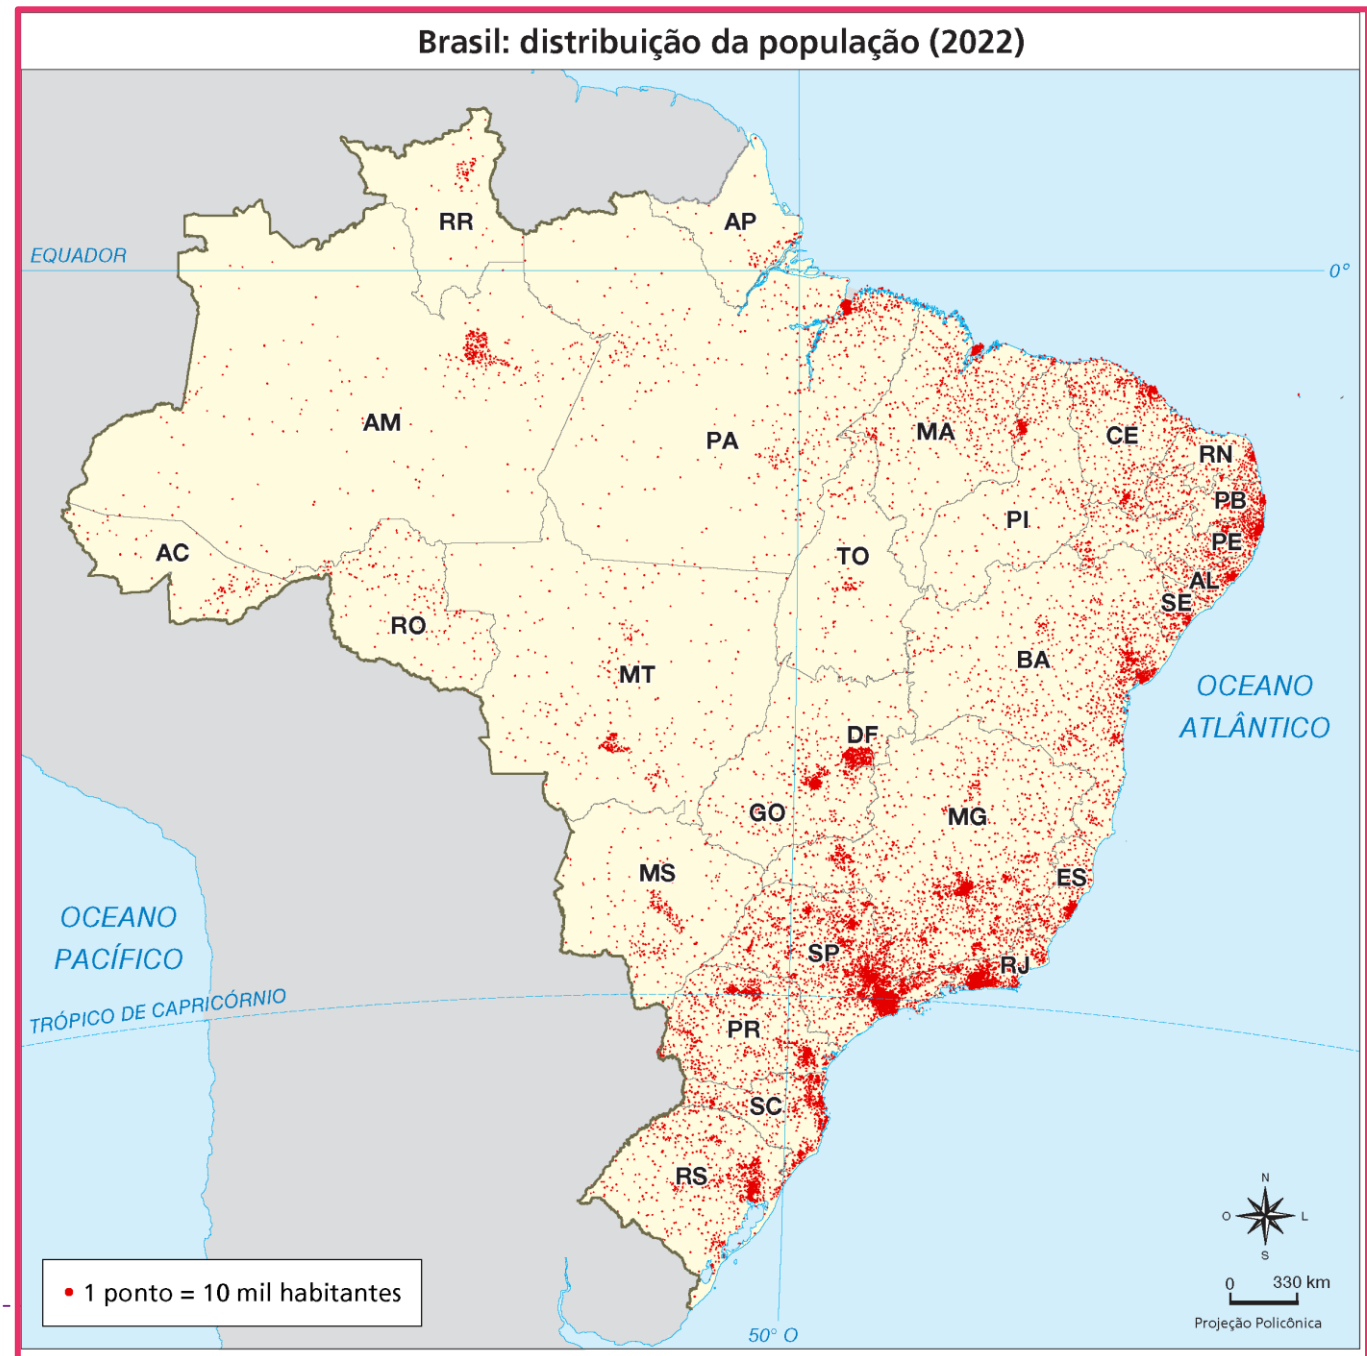 Brasil: distribuição da população (2022)
RR
AP
EQUADOR
0°
AM
PA
MA
CE
RN
PB
PI
PE
AC
TO
AL
SE
RO
BA
MT
OCEANO
ATLÂNTICO
DF
GO
MG
MS
ES
OCEANO
PACÍFICO
SP
RJ
TRÓPICO DE CAPRICÓRNIO
PR
SC
RS
N
O
L
S
0 330 km
Projeção Policônica
1 ponto = 10 mil habitantes
50° O